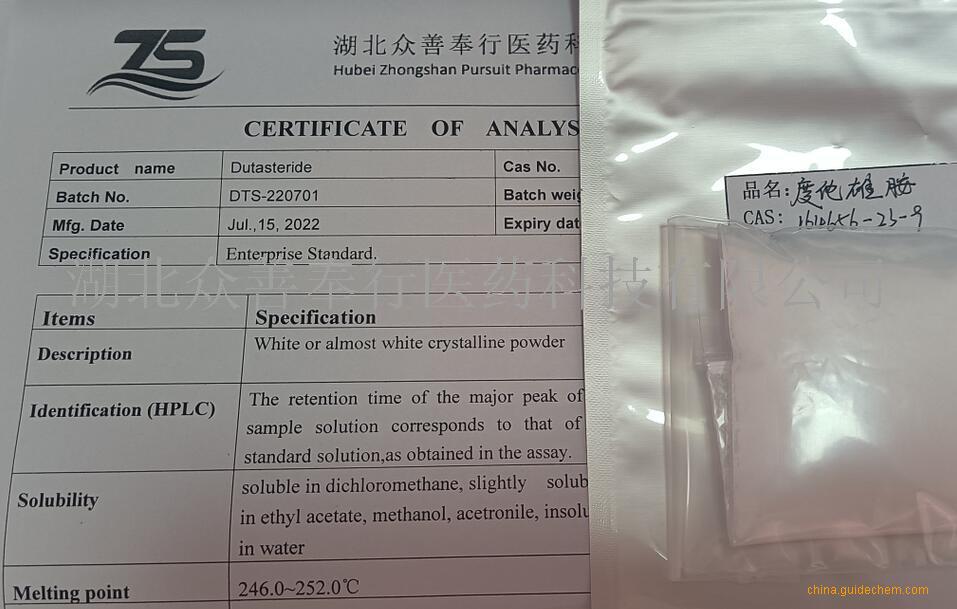 ZS
湖北众善奉行医药科
Hubei Zhongshan Pursuit Pharmac
CERTIFICATE OF ANALYS
Product name Dutasteride Cas No.
Batch No. DTS-220701 Batch wei
Mfg. Date Jul.,15, 2022 Expiry dat
Specification Enterprise Standard.
Items Specification
Description White or almost white crystalline powder
Identification (HPLC) The retention time of the major peak of
sample solution corresponds to that of
standard solution,as obtained in the assay.
Solubility soluble in dichloromethane, slightly solub
in ethyl acetate, methanol, acetronile, insolu
in water
Melting point 246.0~252.0℃
品名:度他雄胺
CAS:
湖北众善奉行医药科技有限公司
china.guidechem.com